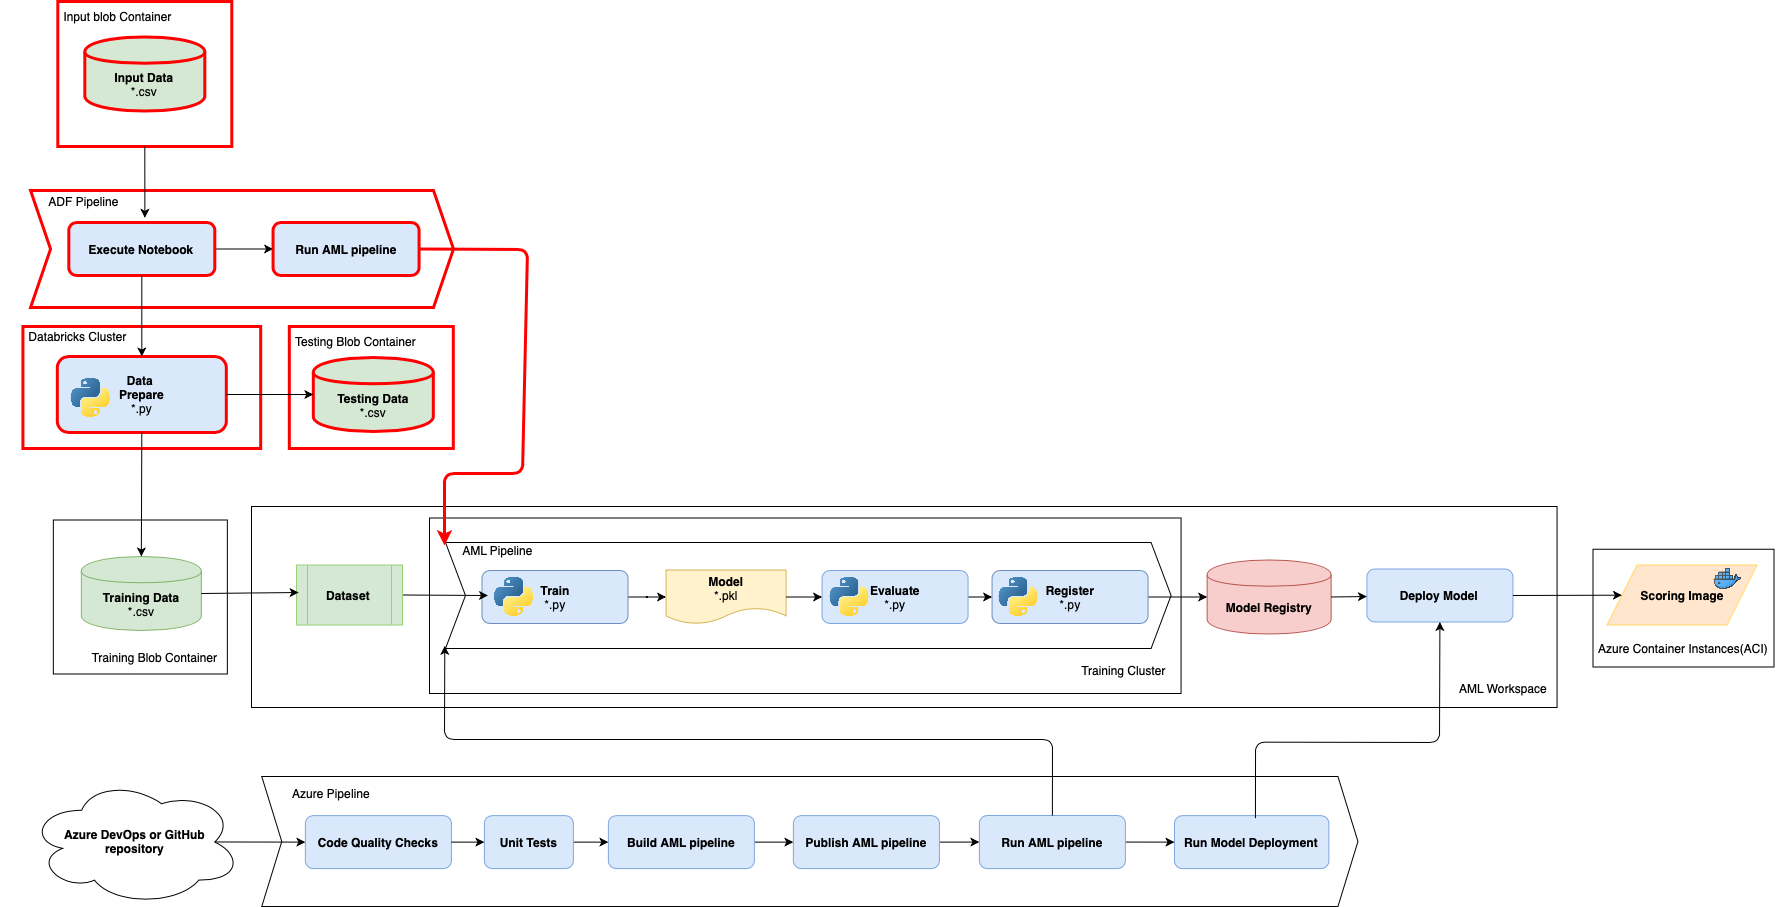 Input blob Container
Input Data
*.csv
ADF Pipeline
Execute Notebook
Run AML pipeline
Databricks Cluster
Data
Prepare
*.py
Testing Blob Container
Testing Data
*.csv
Training Data
*.csv
Training Blob Container
Dataset
AML Pipeline
Train
*.py
Model
*.pkl
Evaluate
*.py
Register
*.py
Training Cluster
Model Registry
Deploy Model
AML Workspace
Scoring Image
Azure Container Instances(ACI)
Azure DevOps or GitHub
repository
Azure Pipeline
Code Quality Checks
Unit Tests
Build AML pipeline
Publish AML pipeline
Run AML pipeline
Run Model Deployment